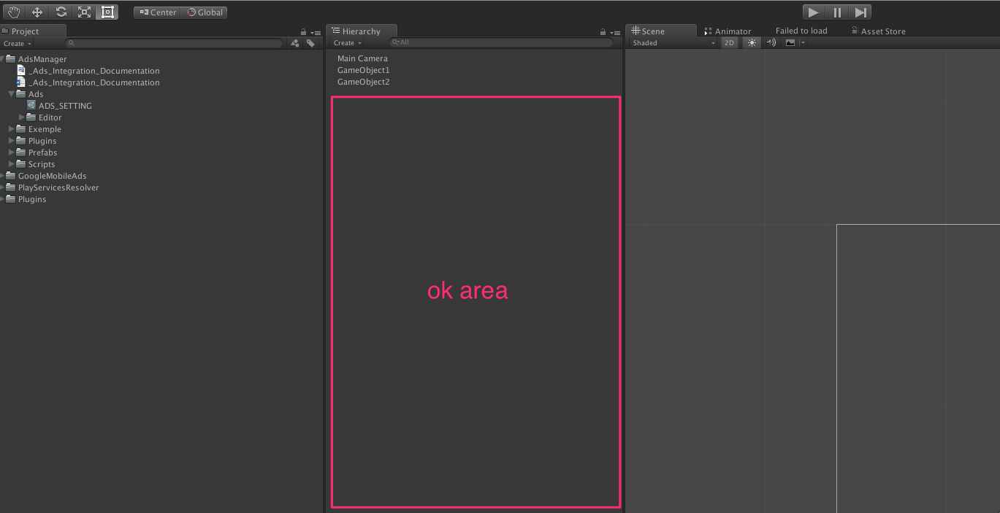 Center Global
Project
Create
AdsManager
_Ads_Integration_Documentation
_Ads_Integration_Documentation
Ads
ADS_SETTING
Editor
Exemple
Plugins
Prefabs
Scripts
GoogleMobileAds
PlayServicesResolver
Plugins
Hierarchy
Create All
Main Camera
GameObject1
GameObject2
ok area
Scene Animator Failed to load Asset Store
Shaded 2D